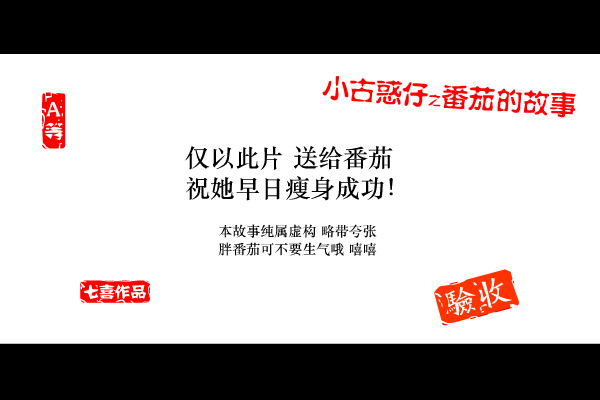 小古惑仔之番茄的故事
A等
仅以此片 送给番茄
祝她早日瘦身成功!
本故事纯属虚构 略带夸张
胖番茄可不要生气哦 嘻嘻
七喜作品
驗收